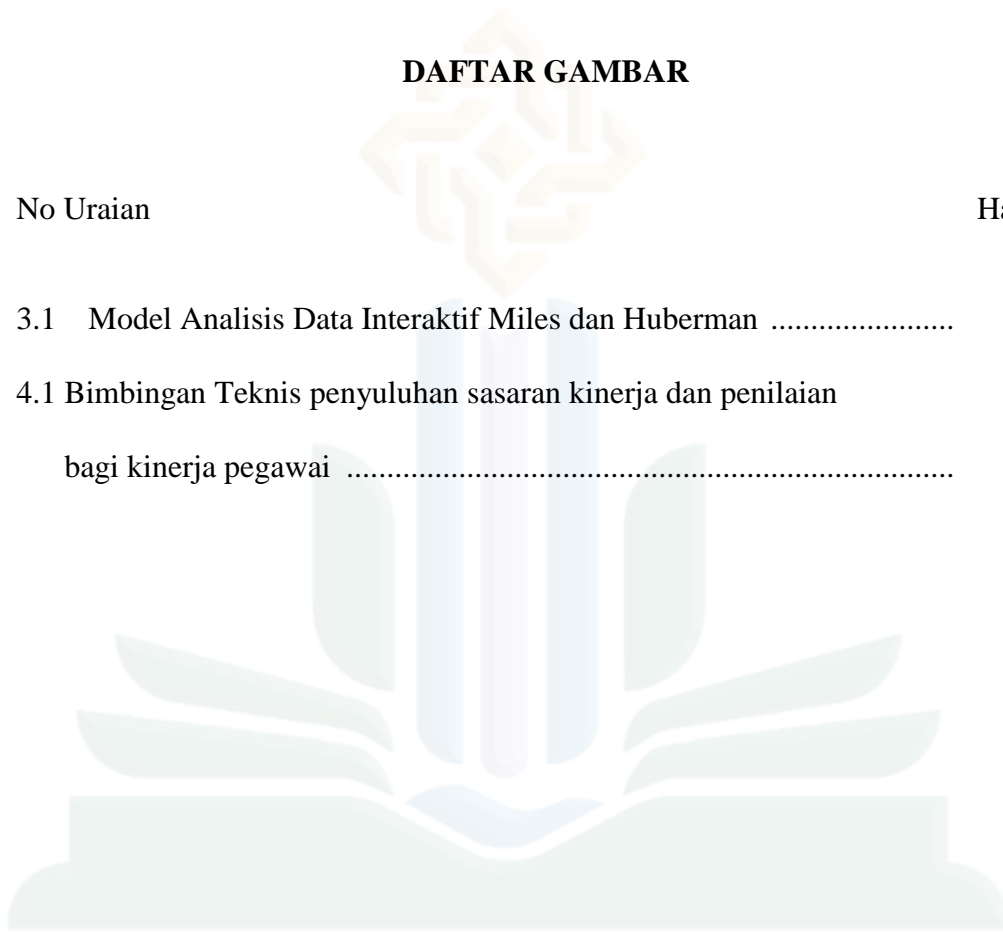 DAFTAR GAMBAR
No Uraian Ha
3.1 Model Analisis Data Interaktif Miles dan Huberman .......................
4.1 Bimbingan Teknis penyuluhan sasaran kinerja dan penilaian
bagi kinerja pegawai ...........................................................................